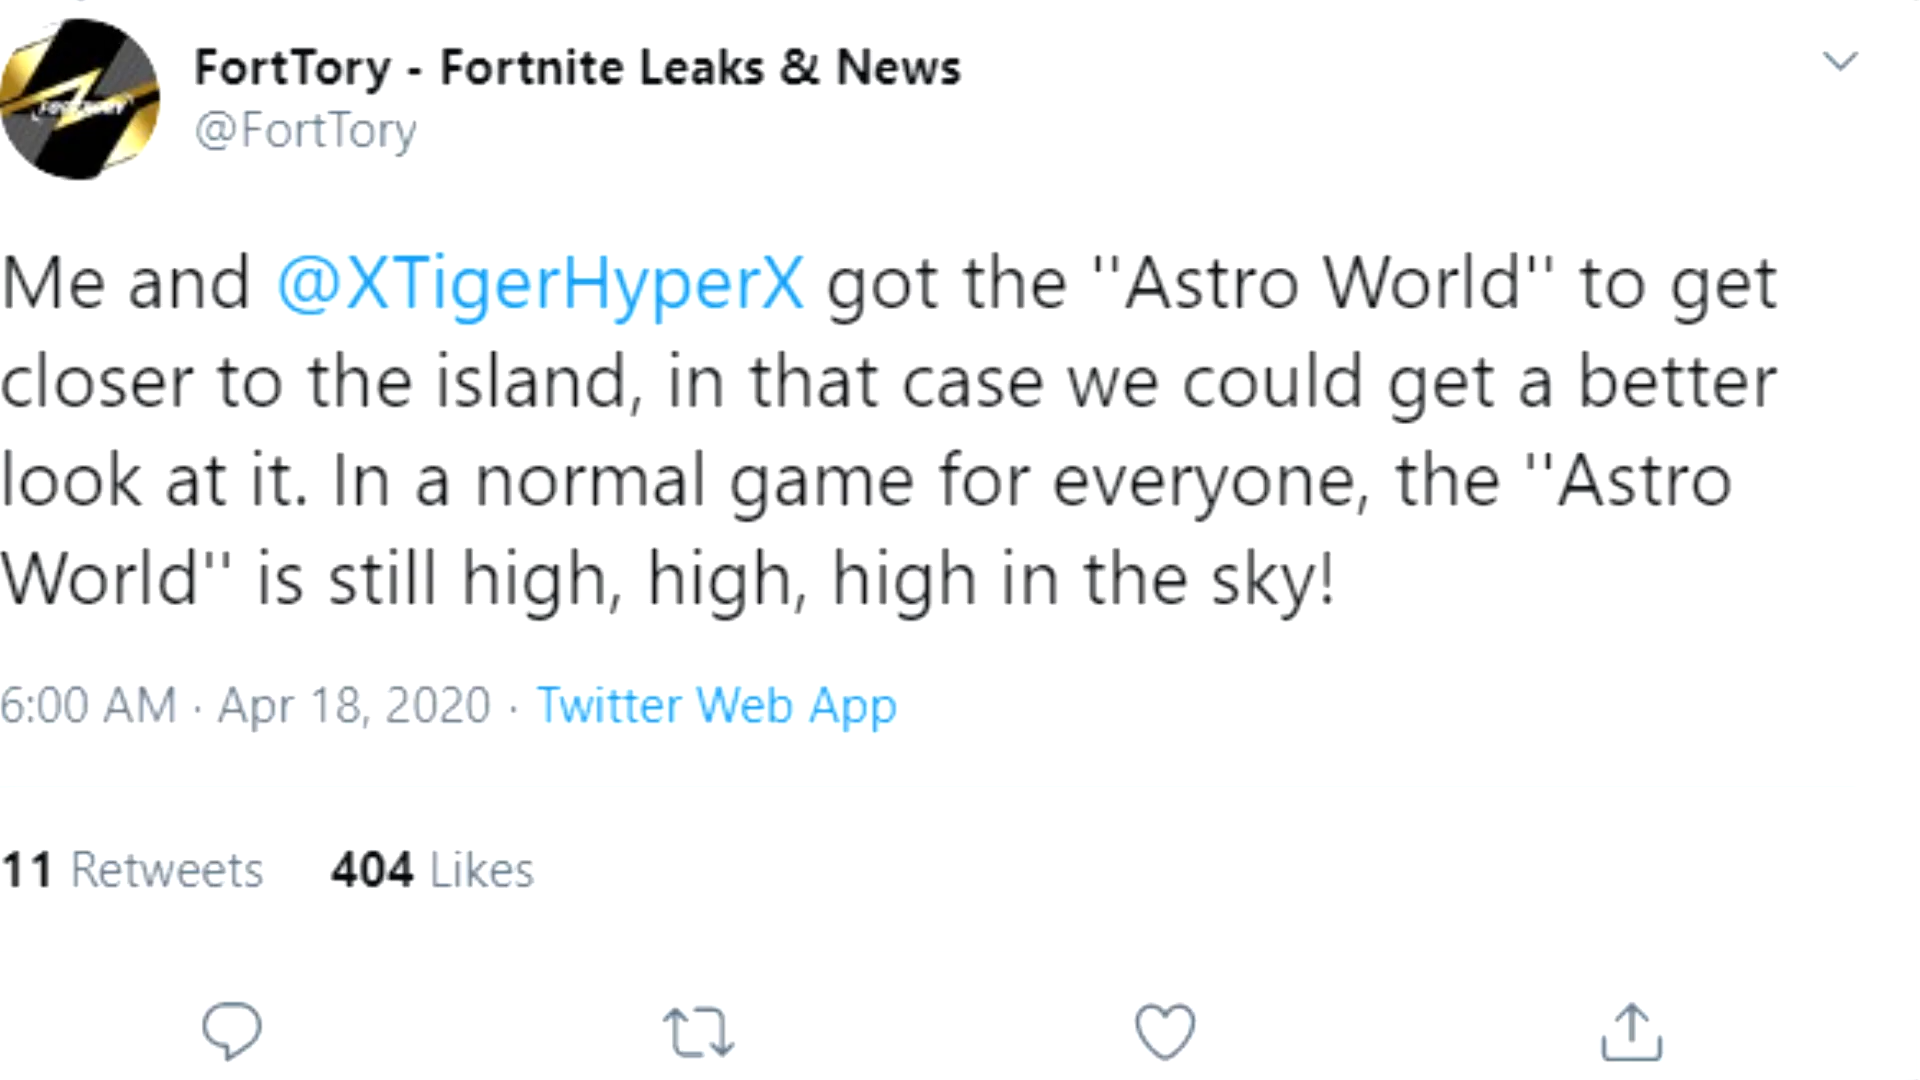 FortTory - Fortnite Leaks & News
@FortTory
Me and @XTigerHyperX got the ''Astro World'' to get
closer to the island, in that case we could get a better
look at it. In a normal game for everyone, the ''Astro
World'' is still high, high, high in the sky!
6:00 AM · Apr 18, 2020 · Twitter Web App
11 Retweets 404 Likes